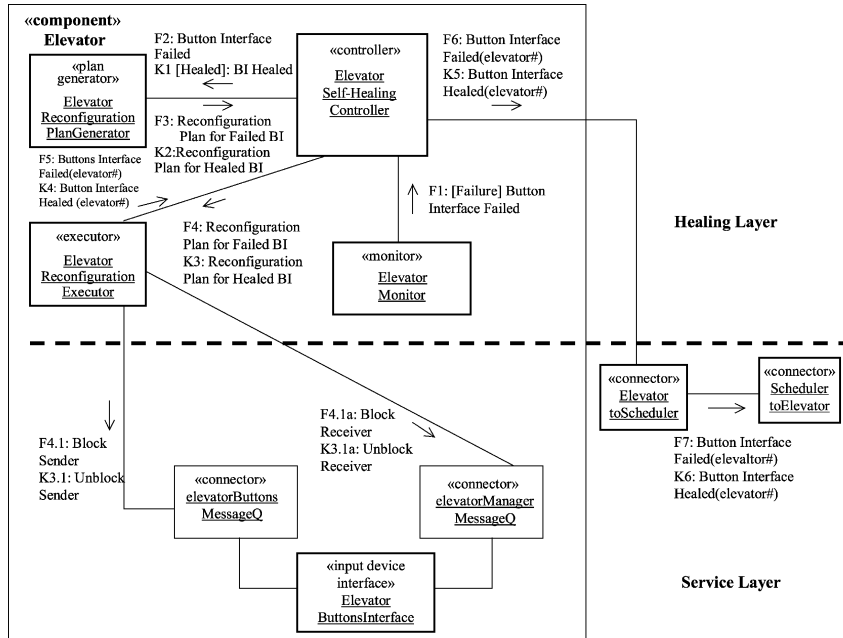 «component»
Elevator
«plan
generator»
Elevator
Reconfiguration
PlanGenerator
F2: Button Interface
Failed
K1 [Healed]: BI Healed
F3: Reconfiguration
Plan for Failed BI
K2:Reconfiguration
Plan for Healed BI
«controller»
Elevator
Self-Healing
Controller
F6: Button Interface
Failed(elevator#)
K5: Button Interface
Healed(elevator#)
F5: Buttons Interface
Failed(elevator#)
K4: Button Interface
Healed (elevator#)
F1: [Failure] Button
Interface Failed
«executor»
Elevator
Reconfiguration
Executor
F4: Reconfiguration
Plan for Failed BI
K3: Reconfiguration
Plan for Healed BI
«monitor»
Elevator
Monitor
Healing Layer
«connector»
Elevator
toScheduler
«connector»
Scheduler
toElevator
F7: Button Interface
Failed(elevaltor#)
K6: Button Interface
Healed(elevator#)
F4.1: Block
Sender
K3.1: Unblock
Sender
F4.1a: Block
Receiver
K3.1a: Unblock
Receiver
«connector»
elevatorButtons
MessageQ
«connector»
elevatorManager
MessageQ
«input device
interface»
Elevator
ButtonsInterface
Service Layer